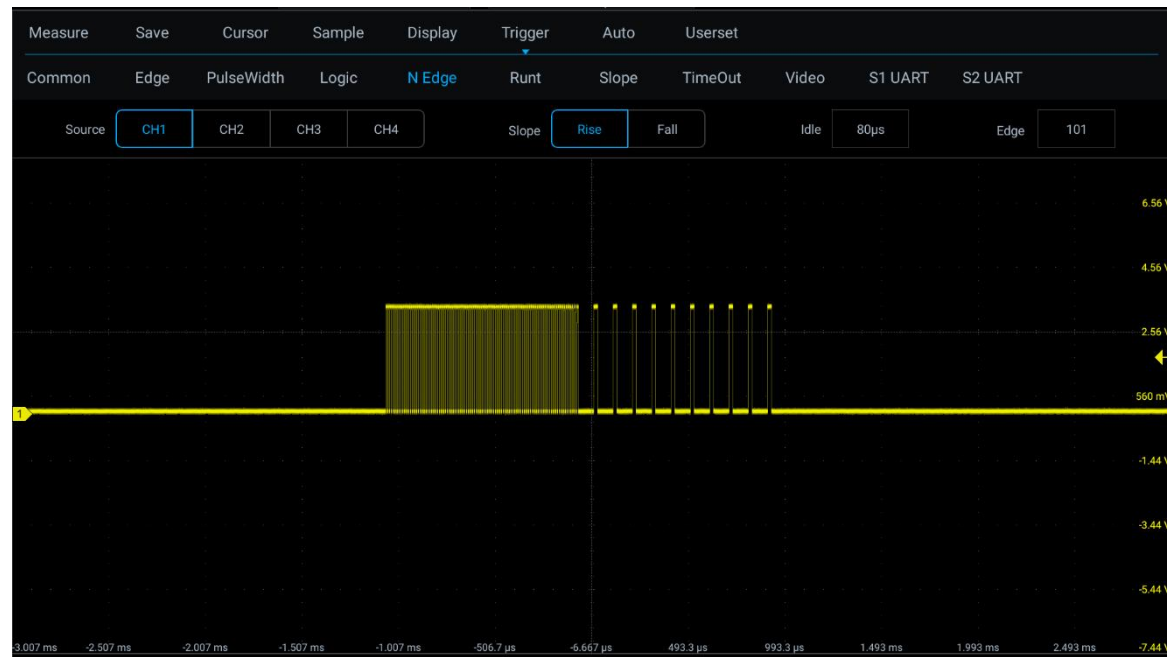 Measure Save Cursor Sample Display Trigger Auto Userset
Common Edge PulseWidth Logic N Edge Runt Slope TimeOut Video S1 UART S2 UART
Source CH1 CH2 CH3 CH4 Slope Rise Fall Idle 80μs Edge 101
6.56 V
4.56 V
2.56 V
1
560 mV
-1.44 V
-3.44 V
-5.44 V
-3.007 ms -2.507 ms -2.007 ms -1.507 ms -1.007 ms -506.7 μs -6.667 μs 493.3 μs 993.3 μs 1.493 ms 1.993 ms 2.493 ms -7.44 V